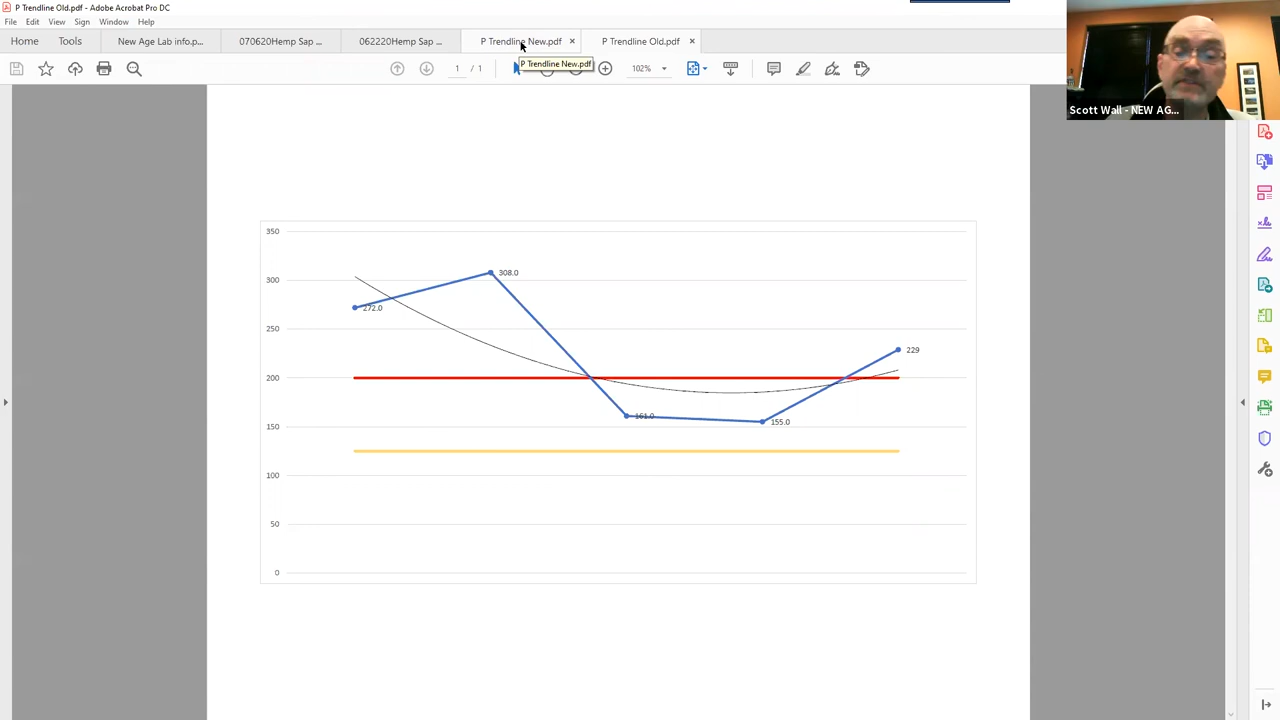 P Trendline Old.pdf - Adobe Acrobat Pro DC
File Edit View Sign Window Help
Home Tools New Age Lab info.p... 070620Hemp Sap ... 062220Hemp Sap ... P Trendline New.pdf × P Trendline Old.pdf ×
1 / 1 102%
P Trendline New.pdf
Scott Wall - NEW AG...
350
300
250
200
150
100
50
0
272.0
308.0
161.0
155.0
229